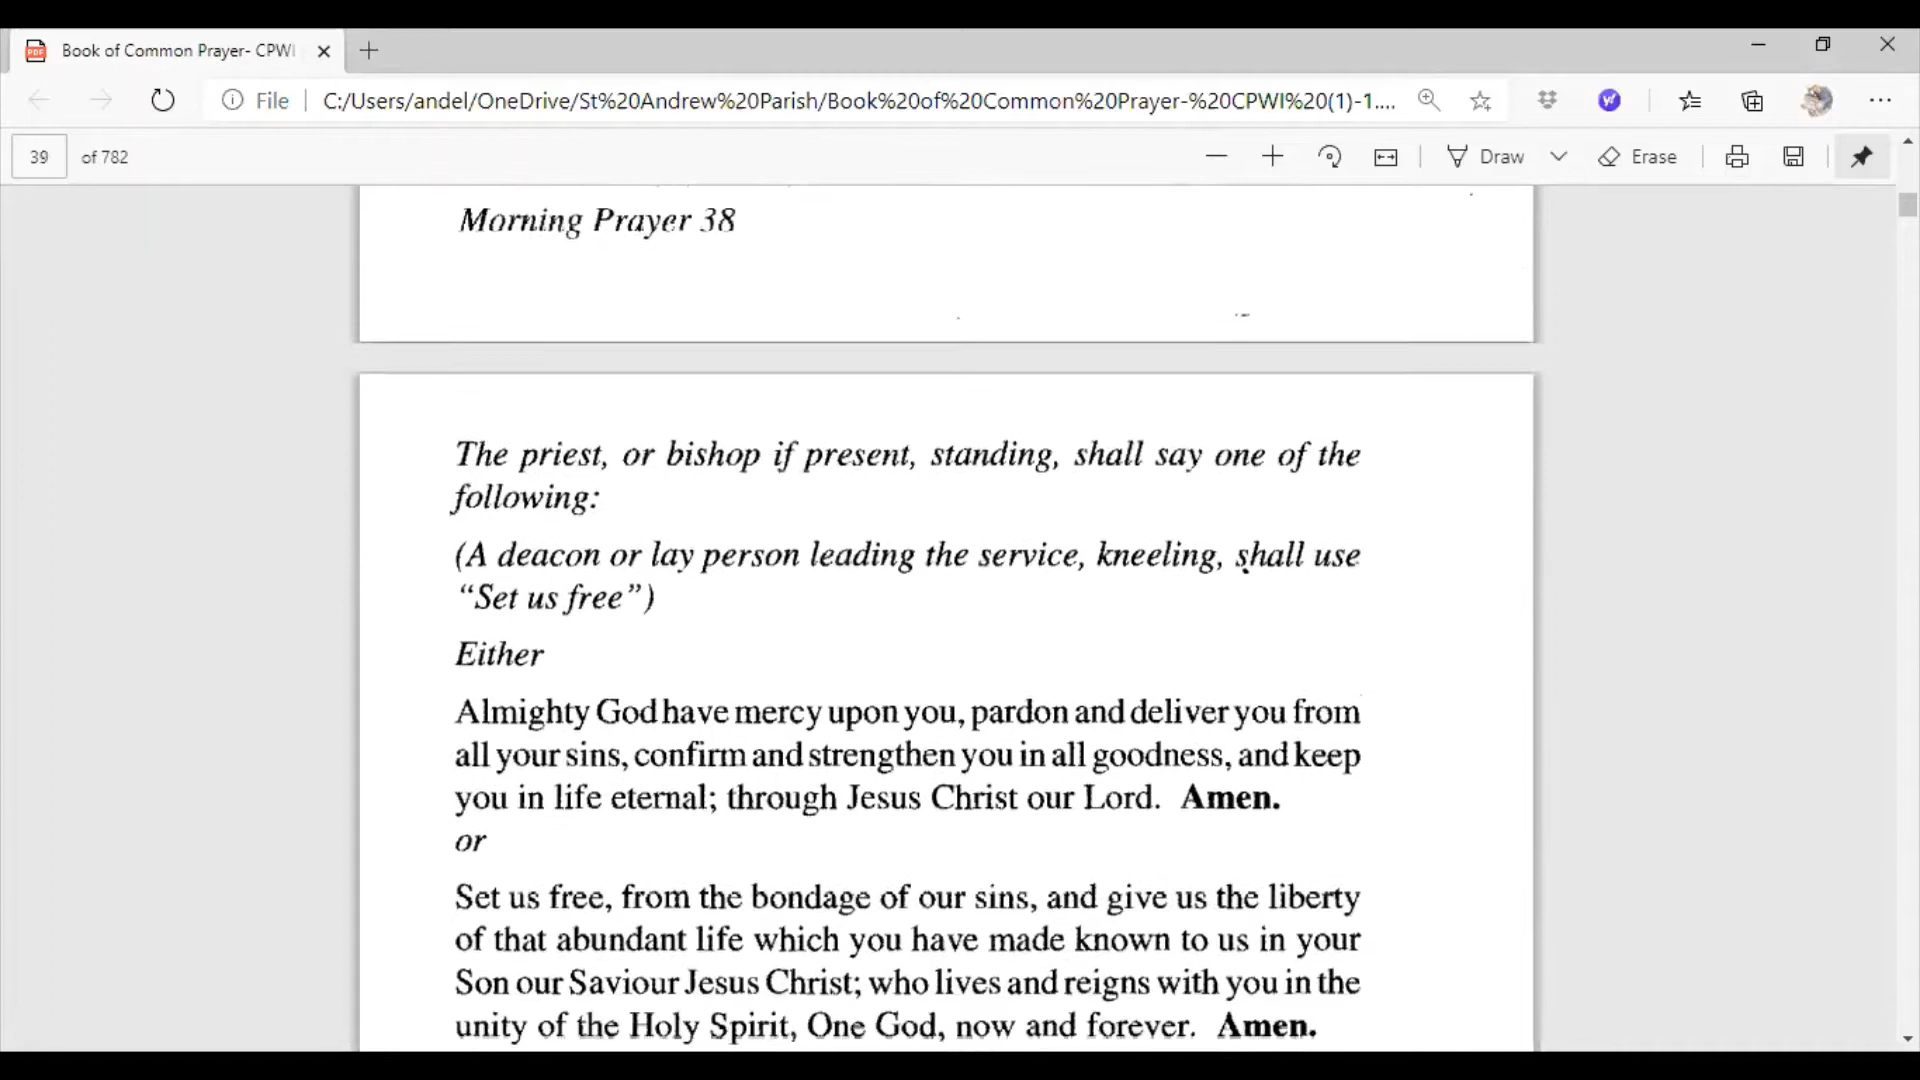 Book of Common Prayer- CPWI
File
C:/Users/andel/OneDrive/St%20Andrew%20Parish/Book%20of%20Common%20Prayer-%20CPWI%20(1)-1....
39 of 782
Draw
Erase
Morning Prayer 38
The priest, or bishop if present, standing, shall say one of the
following:
(A deacon or lay person leading the service, kneeling, shall use
“Set us free”)
Either
Almighty God have mercy upon you, pardon and deliver you from
all your sins, confirm and strengthen you in all goodness, and keep
you in life eternal; through Jesus Christ our Lord. Amen.
or
Set us free, from the bondage of our sins, and give us the liberty
of that abundant life which you have made known to us in your
Son our Saviour Jesus Christ; who lives and reigns with you in the
unity of the Holy Spirit, One God, now and forever. Amen.